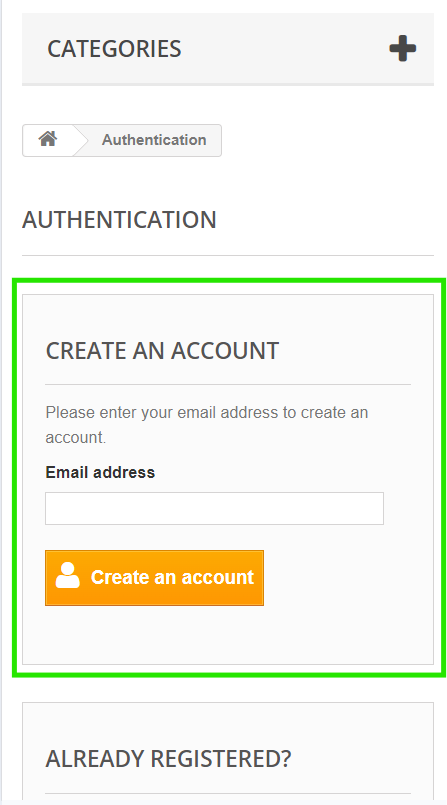 CATEGORIES
Authentication
AUTHENTICATION
CREATE AN ACCOUNT
Please enter your email address to create an
account.
Email address
Create an account
ALREADY REGISTERED?